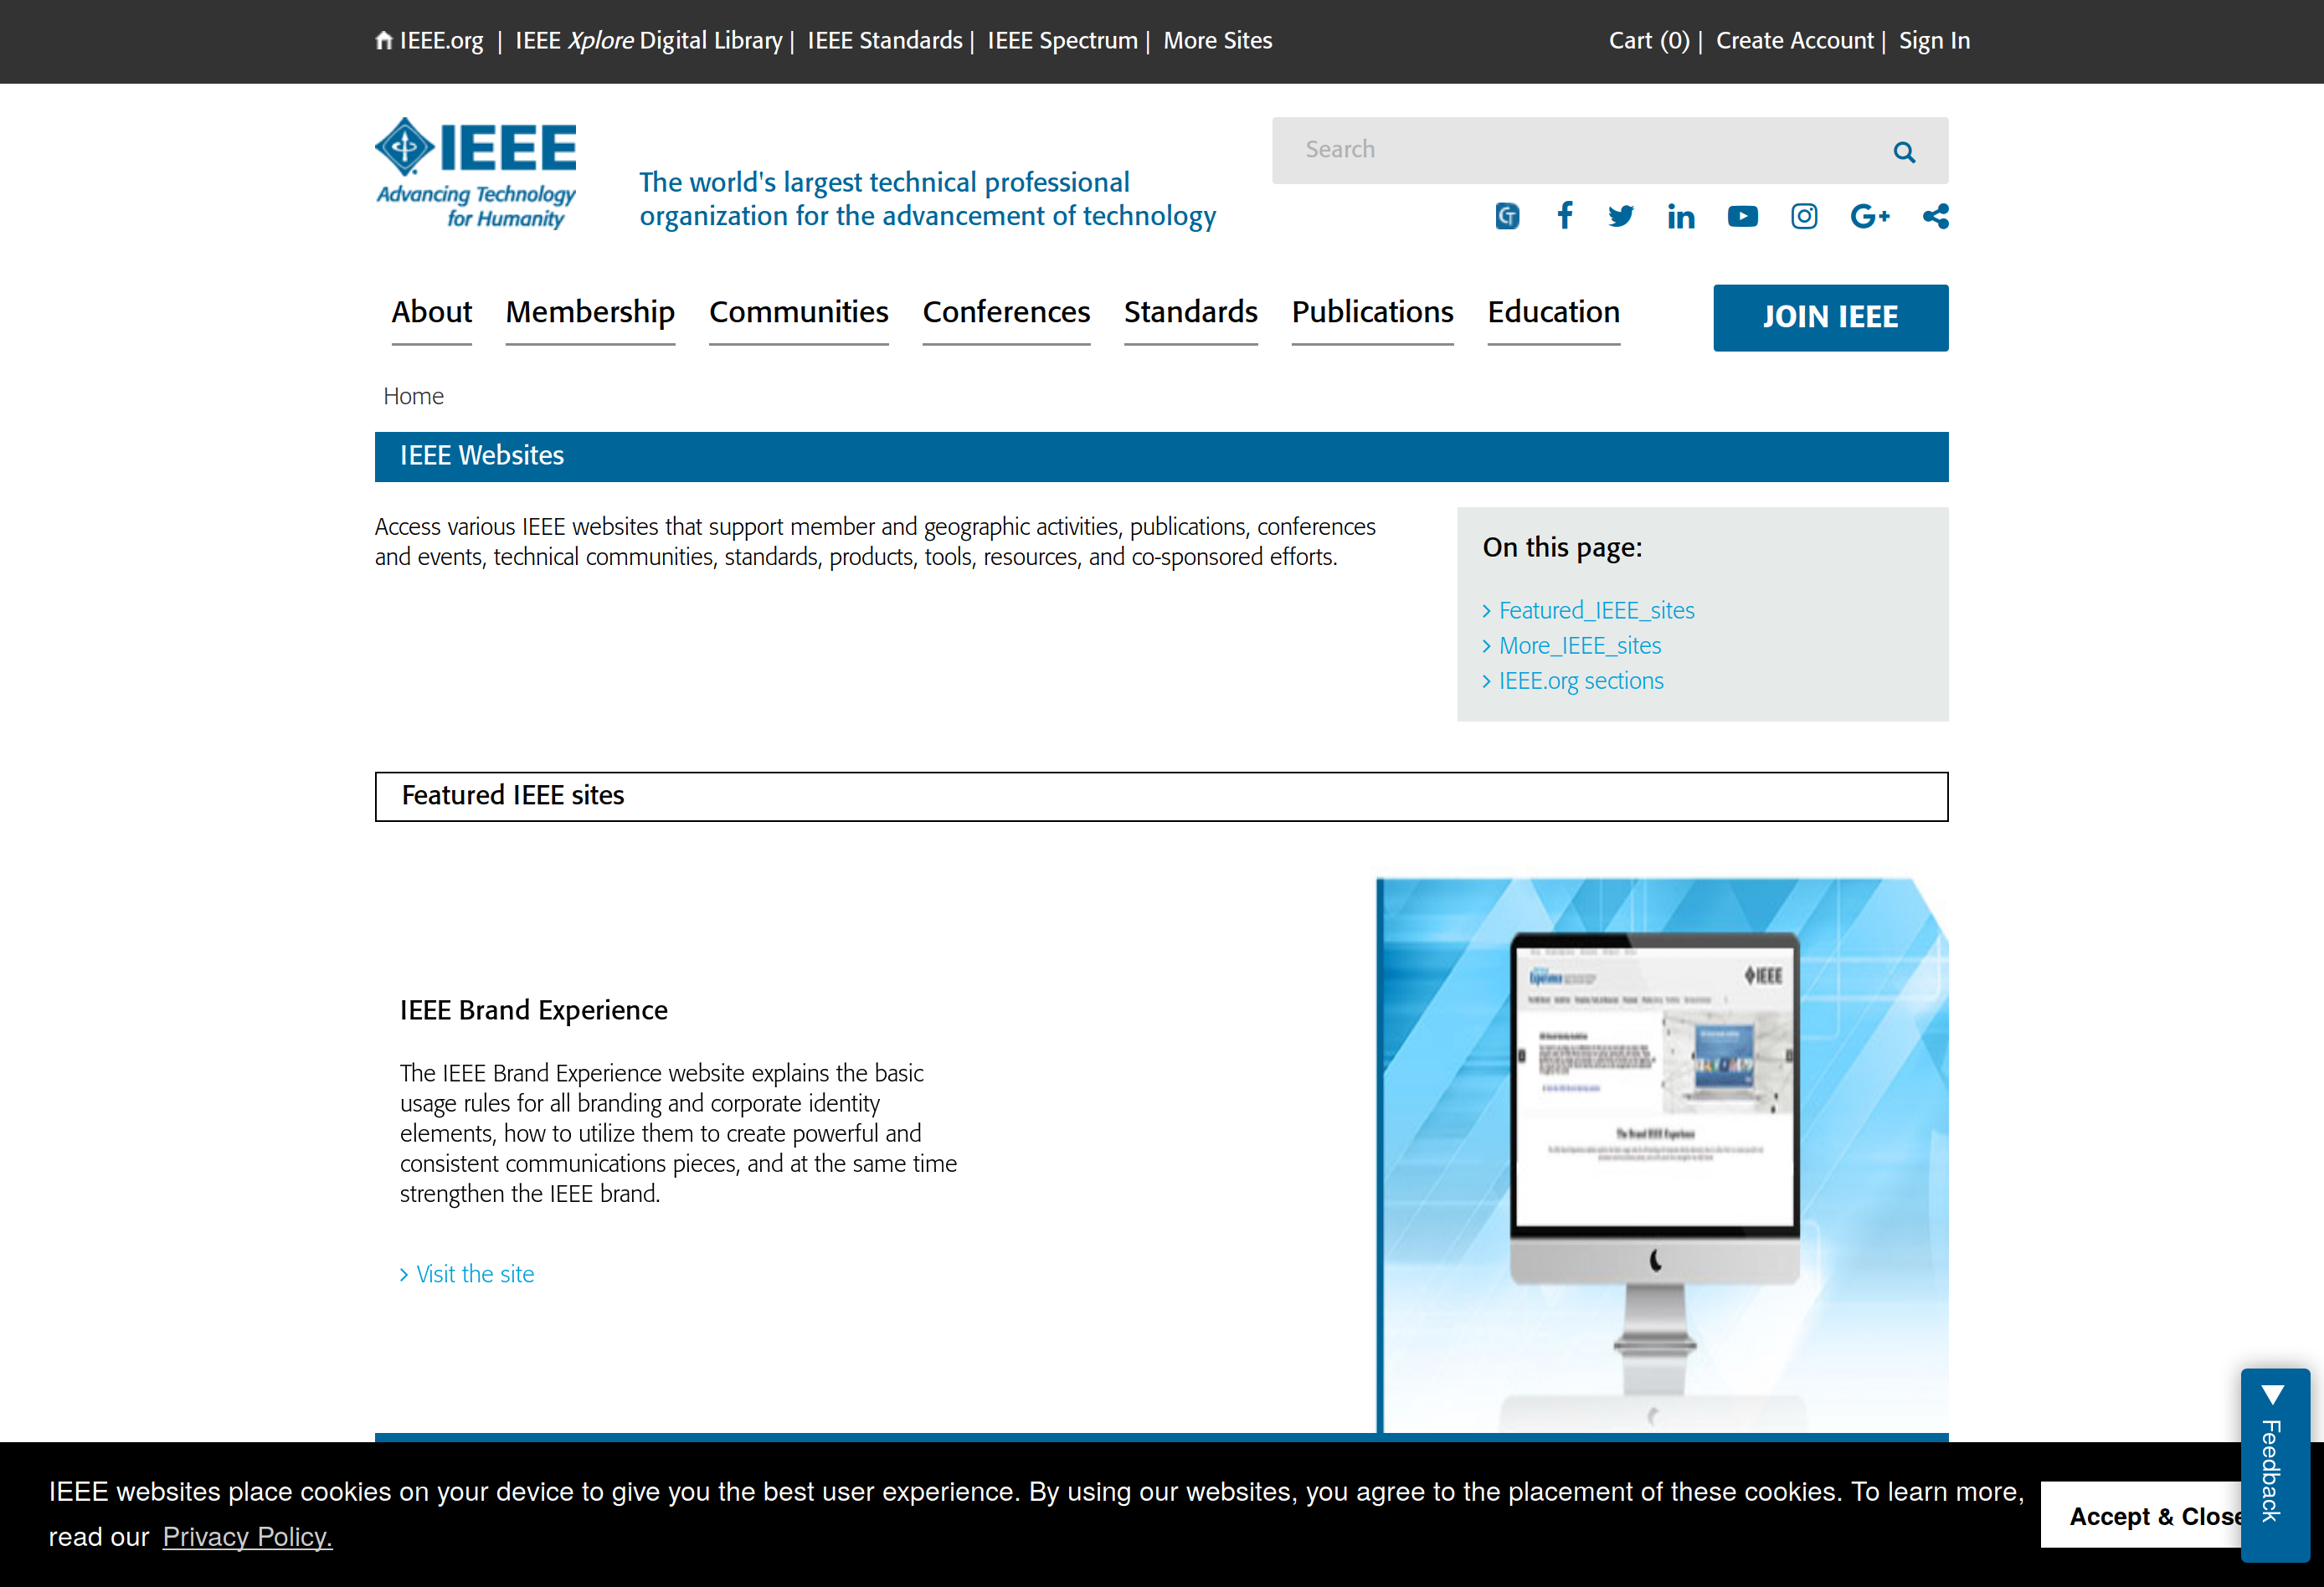 IEEE.org | IEEE Xplore Digital Library | IEEE Standards | IEEE Spectrum | More Sites
Cart (0) | Create Account | Sign In
IEEE
Advancing Technology
for Humanity
The world's largest technical professional
organization for the advancement of technology
Search
About Membership Communities Conferences Standards Publications Education
JOIN IEEE
Home
IEEE Websites
Access various IEEE websites that support member and geographic activities, publications, conferences
and events, technical communities, standards, products, tools, resources, and co-sponsored efforts.
On this page:
Featured_IEEE_sites
More_IEEE_sites
IEEE.org sections
Featured IEEE sites
IEEE Brand Experience
The IEEE Brand Experience website explains the basic
usage rules for all branding and corporate identity
elements, how to utilize them to create powerful and
consistent communications pieces, and at the same time
strengthen the IEEE brand.
Visit the site
Experience
IEEE
The Brand IEEE Experience
IEEE websites place cookies on your device to give you the best user experience. By using our websites, you agree to the placement of these cookies. To learn more,
read our Privacy Policy.
Accept & Close
Feedback